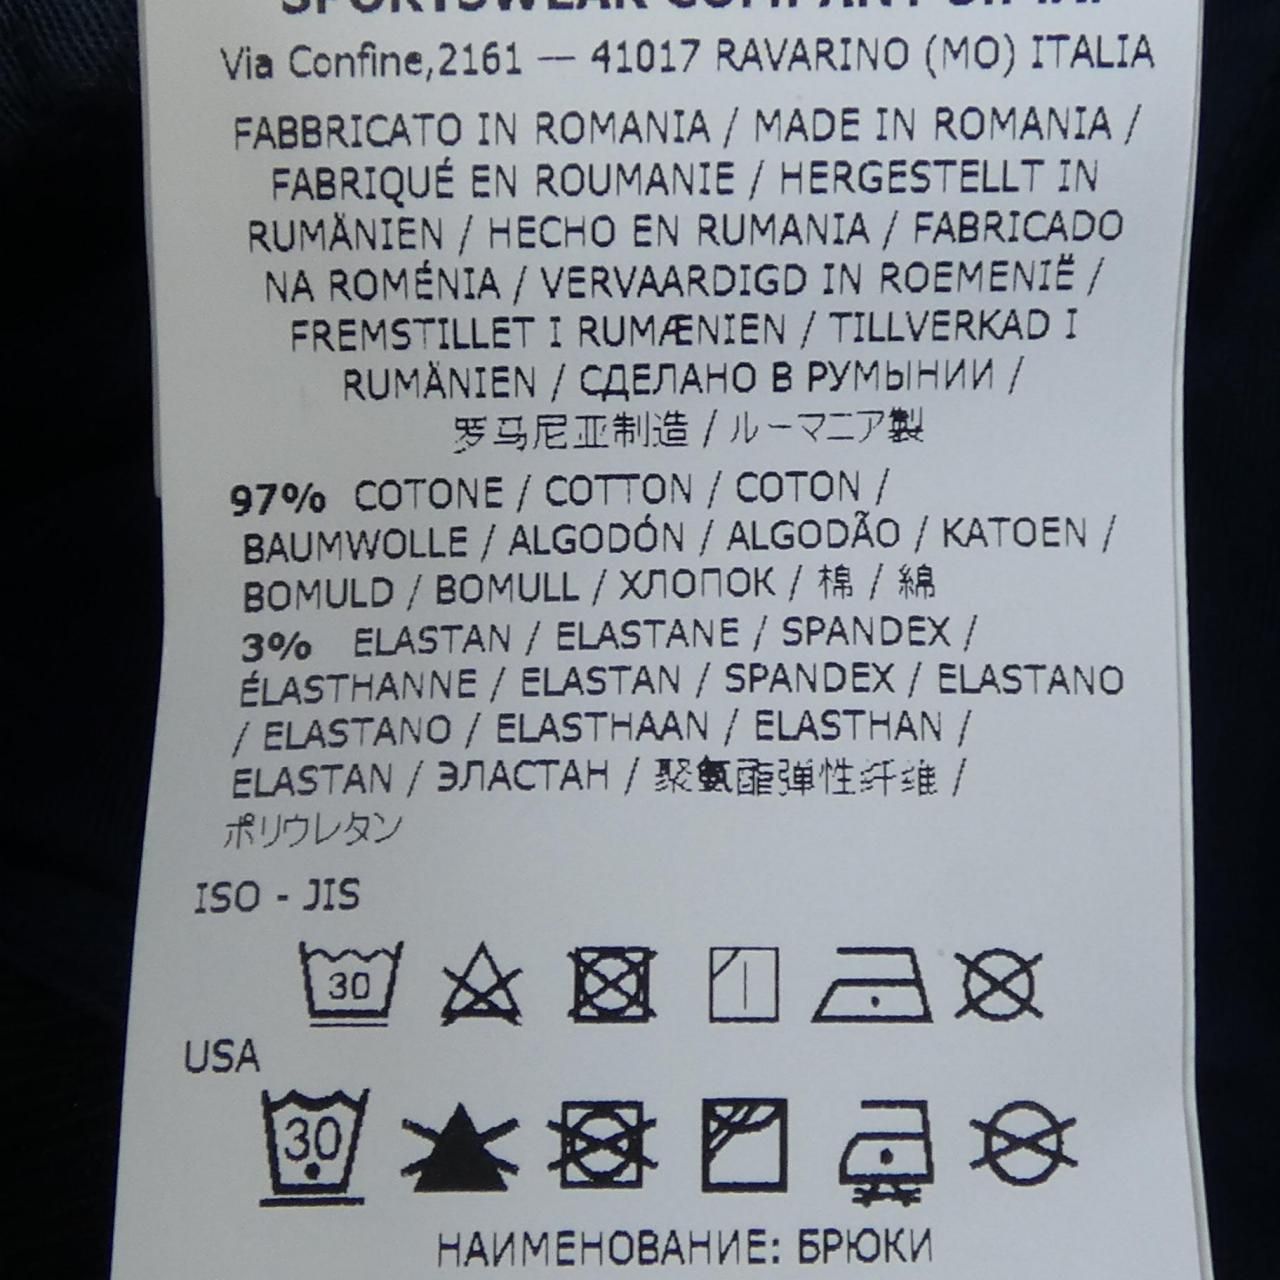 SPORTSWEAR COMPANY S.P.A.
Via Confine,2161 — 41017 RAVARINO (MO) ITALIA
FABBRICATO IN ROMANIA / MADE IN ROMANIA /
FABRIQUÉ EN ROUMANIE / HERGESTELLT IN
RUMÄNIEN / HECHO EN RUMANIA / FABRICADO
NA ROMÉNIA / VERVAARDIGD IN ROEMENIË /
FREMSTILLET I RUMÆNIEN / TILLVERKAD I
RUMÄNIEN / СДЕЛАНО В РУМЫНИИ /
罗马尼亚制造 / ルーマニア製
97% COTONE / COTTON / COTON /
BAUMWOLLE / ALGODÓN / ALGODÃO / KATOEN /
BOMULD / BOMULL / ХЛОПОК / 棉 / 綿
3% ELASTAN / ELASTANE / SPANDEX /
ÉLASTHANNE / ELASTAN / SPANDEX / ELASTANO
/ ELASTANO / ELASTHAAN / ELASTHAN /
ELASTAN / ЭЛАСТАН / 聚氨酯弹性纤维 /
ポリウレタン
ISO - JIS
30
USA
30
НАИМЕНОВАНИЕ: БРЮКИ